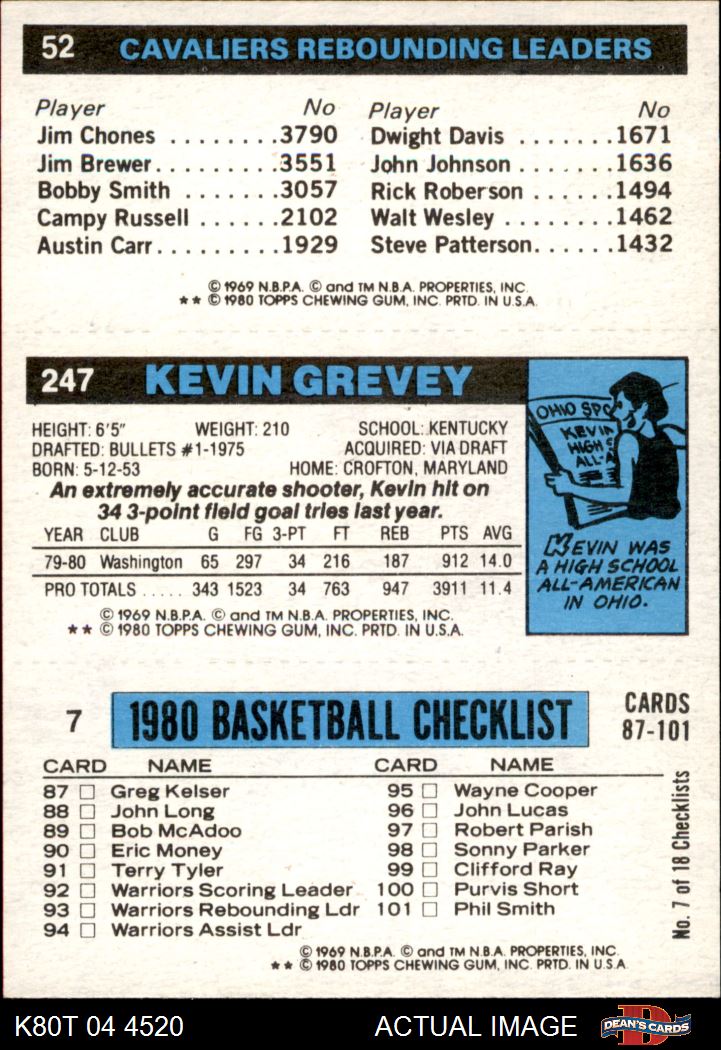 52 CAVALIERS REBOUNDING LEADERS
Player No Player No
Jim Chones ........3790 Dwight Davis .......1671
Jim Brewer.........3551 John Johnson .......1636
Bobby Smith .......3057 Rick Roberson ......1494
Campy Russell ......2102 Walt Wesley ........1462
Austin Carr.........1929 Steve Patterson......1432
© 1969 N.B.P.A. © and TM N.B.A. PROPERTIES, INC.
★★ © 1980 TOPPS CHEWING GUM, INC. PRTD. IN U.S.A.
247 KEVIN GREVEY
HEIGHT: 6'5" WEIGHT: 210 SCHOOL: KENTUCKY
DRAFTED: BULLETS #1-1975 ACQUIRED: VIA DRAFT
BORN: 5-12-53 HOME: CROFTON, MARYLAND
An extremely accurate shooter, Kevin hit on
34 3-point field goal tries last year.
YEAR CLUB G FG 3-PT FT REB PTS AVG
79-80 Washington 65 297 34 216 187 912 14.0
PRO TOTALS ..... 343 1523 34 763 947 3911 11.4
© 1969 N.B.P.A. © and TM N.B.A. PROPERTIES, INC.
★★ © 1980 TOPPS CHEWING GUM, INC. PRTD. IN U.S.A.
OHIO SPO
KEVIN
HIGH S
ALL-A
KEVIN WAS
A HIGH SCHOOL
ALL-AMERICAN
IN OHIO.
7 1980 BASKETBALL CHECKLIST CARDS
87-101
CARD NAME CARD NAME
87 □ Greg Kelser 95 □ Wayne Cooper
88 □ John Long 96 □ John Lucas
89 □ Bob McAdoo 97 □ Robert Parish
90 □ Eric Money 98 □ Sonny Parker
91 □ Terry Tyler 99 □ Clifford Ray
92 □ Warriors Scoring Leader 100 □ Purvis Short
93 □ Warriors Rebounding Ldr 101 □ Phil Smith
94 □ Warriors Assist Ldr
No. 7 of 18 Checklists
© 1969 N.B.P.A. © and TM N.B.A. PROPERTIES, INC.
★★ © 1980 TOPPS CHEWING GUM, INC. PRTD. IN U.S.A.
K80T 04 4520 ACTUAL IMAGE D DEAN'S CARDS